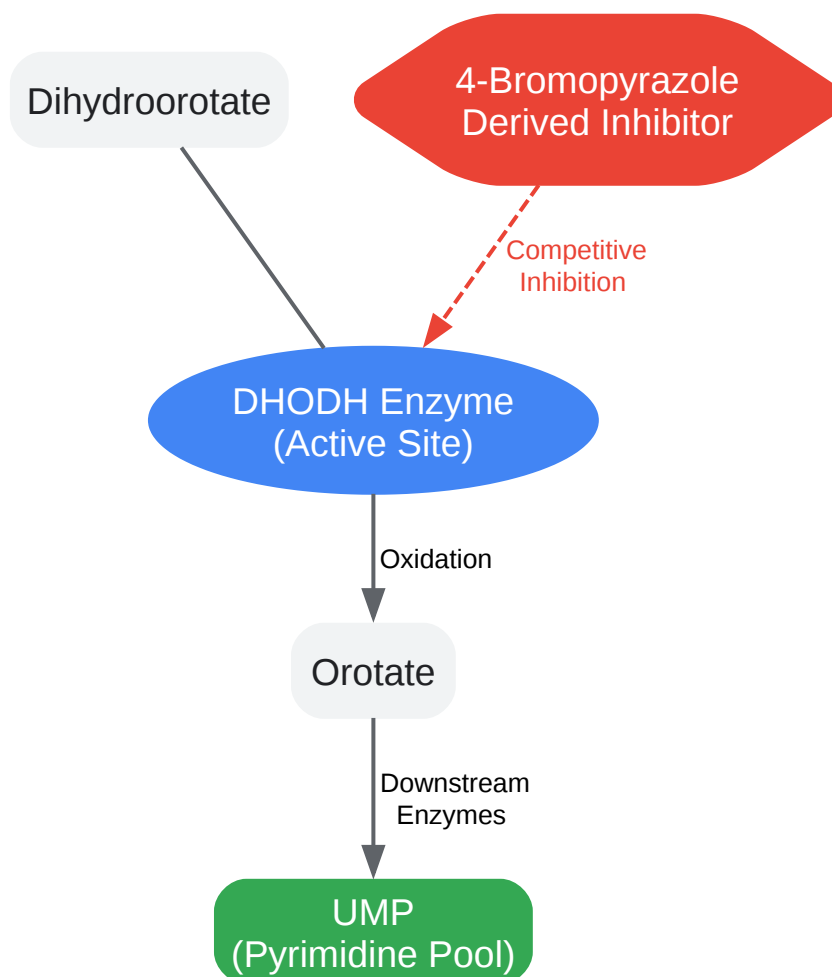 Dihydroorotate
4-Bromopyrazole
Derived Inhibitor
Competitive
Inhibition
DHODH Enzyme
(Active Site)
Oxidation
Orotate
Downstream
Enzymes
UMP
(Pyrimidine Pool)